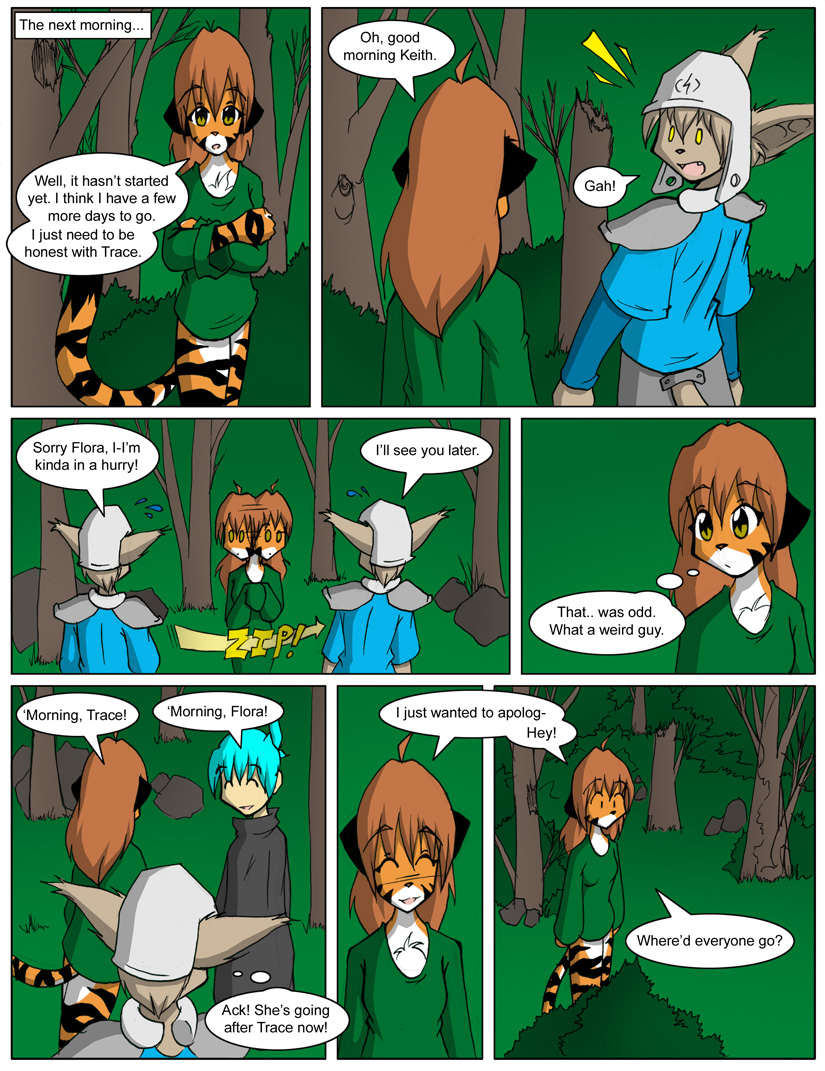 The next morning...
Well, it hasn't started
yet. I think I have a few
more days to go.
I just need to be
honest with Trace.
Oh, good
morning Keith.
Gah!
Sorry Flora, I-I'm
kinda in a hurry!
ZIP!
I'll see you later.
That.. was odd.
What a weird guy.
'Morning, Trace!
'Morning, Flora!
Ack! She's going
after Trace now!
I just wanted to apolog-
Hey!
Where'd everyone go?